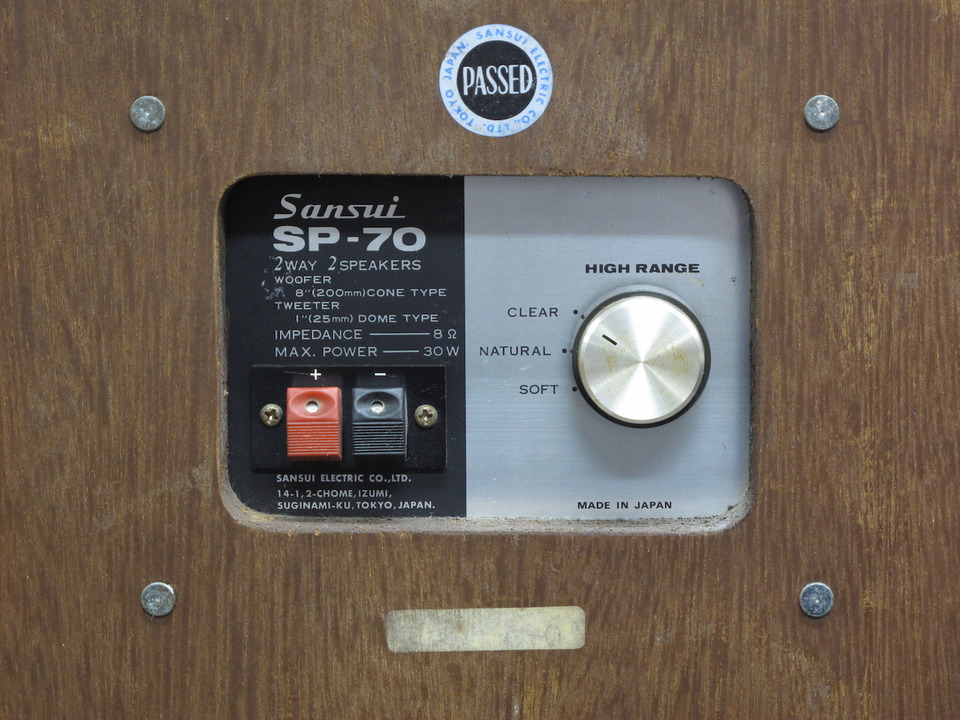 SANSUI ELECTRIC CO., LTD. TOKYO JAPAN.
PASSED
Sansui
SP-70
2WAY 2SPEAKERS
WOOFER
8"(200mm)CONE TYPE
TWEETER
1"(25mm) DOME TYPE
IMPEDANCE 8 Ω
MAX. POWER 30 W
+ −
SANSUI ELECTRIC CO.,LTD.
14-1, 2-CHOME, IZUMI,
SUGINAMI-KU, TOKYO, JAPAN.
HIGH RANGE
CLEAR
NATURAL
SOFT
MADE IN JAPAN